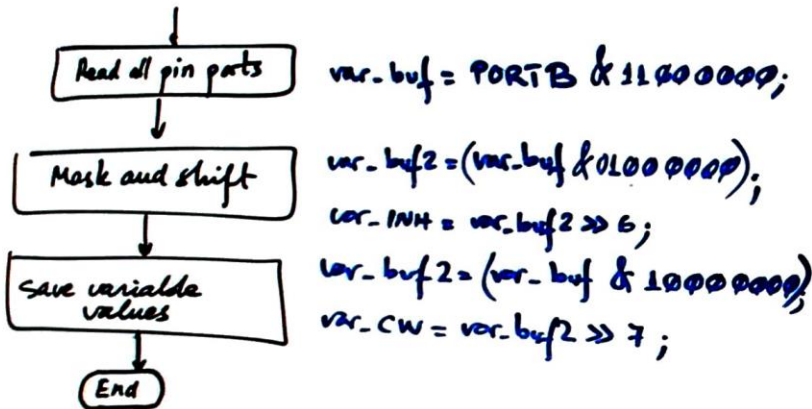 Read all pin ports
var_buf = PORTB & 11000000;
Mask and shift
var_buf2 = (var_buf & 01000000);
var_INH = var_buf2 >> 6;
Save variable
values
var_buf2 = (var_buf & 10000000);
var_CW = var_buf2 >> 7;
End